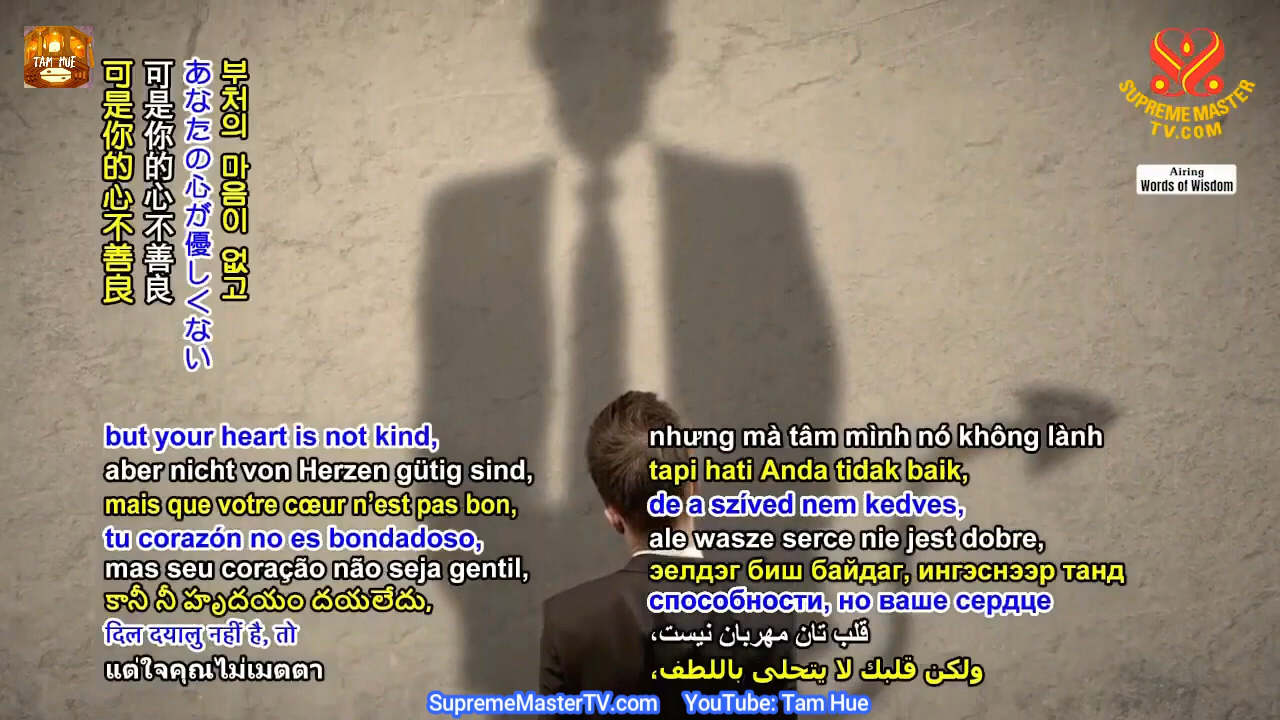 TAM HUE
可是你的心不善良
可是你的心不善良
あなたの心が優しくない
부처의 마음이 없고
SUPREME MASTER
TV.COM
Airing
Words of Wisdom
but your heart is not kind,
aber nicht von Herzen gütig sind,
mais que votre cœur n’est pas bon,
tu corazón no es bondadoso,
mas seu coração não seja gentil,
కానీ నీ హృదయం దయలేదు,
दिल दयालु नहीं है, तो
แต่ใจคุณไม่เมตตา
nhưng mà tâm mình nó không lành
tapi hati Anda tidak baik,
de a szíved nem kedves,
ale wasze serce nie jest dobre,
эелдэг биш байдаг, ингэснээр танд
способности, но ваше сердце
قلب تان مهربان نیست،
ولكن قلبك لا يتحلى باللطف،
SupremeMasterTV.com YouTube: Tam Hue